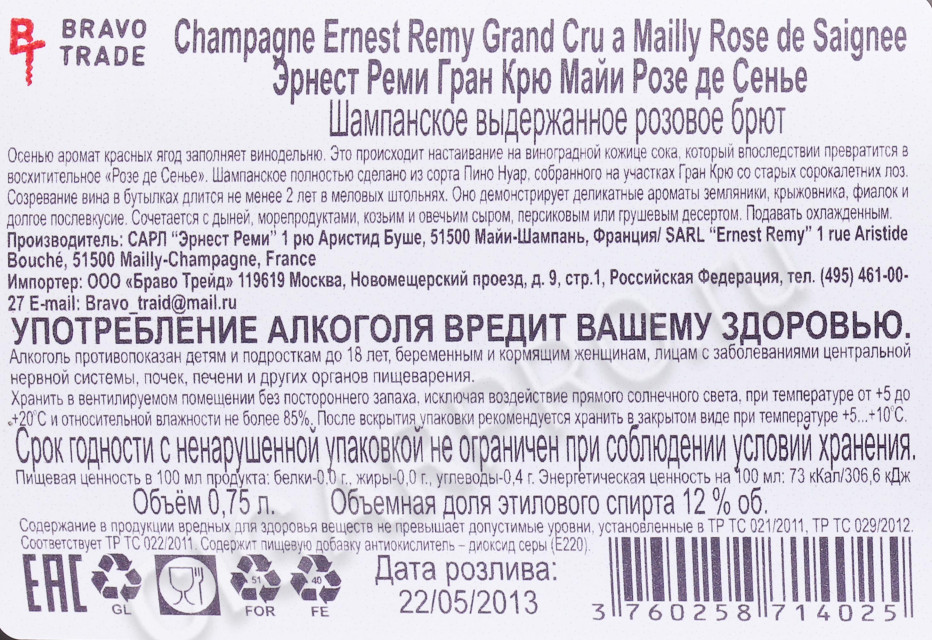 BRAVO
TRADE
Champagne Ernest Remy Grand Cru a Mailly Rose de Saignee
Эрнест Реми Гран Крю Майи Розе де Сенье
Шампанское выдержанное розовое брют
Осенью аромат красных ягод заполняет винодельню. Это происходит настаивание на виноградной кожице сока, который впоследствии превратится в
восхитительное «Розе де Сенье». Шампанское полностью сделано из сорта Пино Нуар, собранного на участках Гран Крю со старых сорокалетних лоз.
Созревание вина в бутылках длится не менее 2 лет в меловых штольнях. Оно демонстрирует деликатные ароматы земляники, крыжовника, фиалок и
долгое послевкусие. Сочетается с дыней, морепродуктами, козьим и овечьим сыром, персиковым или грушевым десертом. Подавать охлажденным.
Производитель: САРЛ “Эрнест Реми” 1 рю Аристид Буше, 51500 Майи-Шампань, Франция/ SARL “Ernest Remy” 1 rue Aristide
Bouché, 51500 Mailly-Champagne, France
Импортер: ООО «Браво Трейд» 119619 Москва, Новомещерский проезд, д. 9, стр.1, Российская Федерация, тел. (495) 461-00-
27 E-mail: Bravo_traid@mail.ru
УПОТРЕБЛЕНИЕ АЛКОГОЛЯ ВРЕДИТ ВАШЕМУ ЗДОРОВЬЮ.
Алкоголь противопоказан детям и подросткам до 18 лет, беременным и кормящим женщинам, лицам с заболеваниями центральной
нервной системы, почек, печени и других органов пищеварения.
Хранить в вентилируемом помещении без постороннего запаха, исключая воздействие прямого солнечного света, при температуре от +5 до
+20°С и относительной влажности не более 85%. После вскрытия упаковки рекомендуется хранить в закрытом виде при температуре +5...+10°С.
Срок годности с ненарушенной упаковкой не ограничен при соблюдении условий хранения.
Пищевая ценность в 100 мл продукта: белки-0.0 г., жиры-0,0 г., углеводы-0,4 г. Энергетическая ценность на 100 мл: 73 кКал/306,6 кДж
Объём 0,75 л. Объемная доля этилового спирта 12 % об.
Содержание в продукции вредных для здоровья веществ не превышает допустимые уровни, установленные в ТР ТС 021/2011, ТР ТС 029/2012.
Соответствует ТР ТС 022/2011. Содержит пищевую добавку антиокислитель – диоксид серы (Е220).
EAC GL 51 FOR 40 FE
Дата розлива:
22/05/2013
3 760258 714025